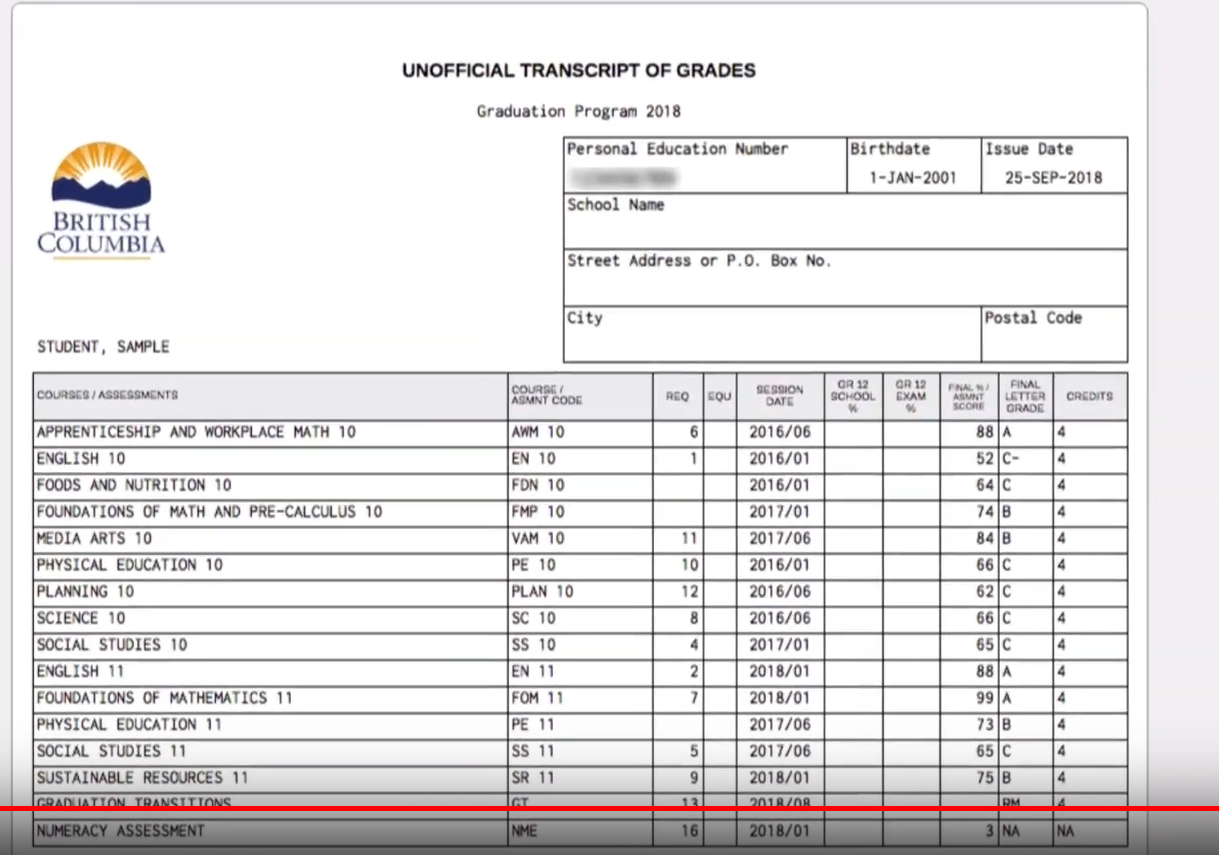 UNOFFICIAL TRANSCRIPT OF GRADES
Graduation Program 2018
Personal Education Number Birthdate Issue Date
1-JAN-2001 25-SEP-2018
School Name
BRITISH
COLUMBIA
Street Address or P.O. Box No.
City Postal Code
STUDENT, SAMPLE
COURSES / ASSESSMENTS COURSE / ASMNT CODE REQ EQU SESSION DATE GR 12 SCHOOL % GR 12 EXAM % FINAL % / ASMNT SCORE FINAL LETTER GRADE CREDITS
APPRENTICESHIP AND WORKPLACE MATH 10 AWM 10 6 2016/06 88 A 4
ENGLISH 10 EN 10 1 2016/01 52 C- 4
FOODS AND NUTRITION 10 FDN 10 2016/01 64 C 4
FOUNDATIONS OF MATH AND PRE-CALCULUS 10 FMP 10 2017/01 74 B 4
MEDIA ARTS 10 VAM 10 11 2017/06 84 B 4
PHYSICAL EDUCATION 10 PE 10 10 2016/01 66 C 4
PLANNING 10 PLAN 10 12 2016/06 62 C 4
SCIENCE 10 SC 10 8 2016/06 66 C 4
SOCIAL STUDIES 10 SS 10 4 2017/01 65 C 4
ENGLISH 11 EN 11 2 2018/01 88 A 4
FOUNDATIONS OF MATHEMATICS 11 FOM 11 7 2018/01 99 A 4
PHYSICAL EDUCATION 11 PE 11 2017/06 73 B 4
SOCIAL STUDIES 11 SS 11 5 2017/06 65 C 4
SUSTAINABLE RESOURCES 11 SR 11 9 2018/01 75 B 4
GRADUATION TRANSITIONS GT 13 2018/08 RM 4
NUMERACY ASSESSMENT NME 16 2018/01 3 NA NA